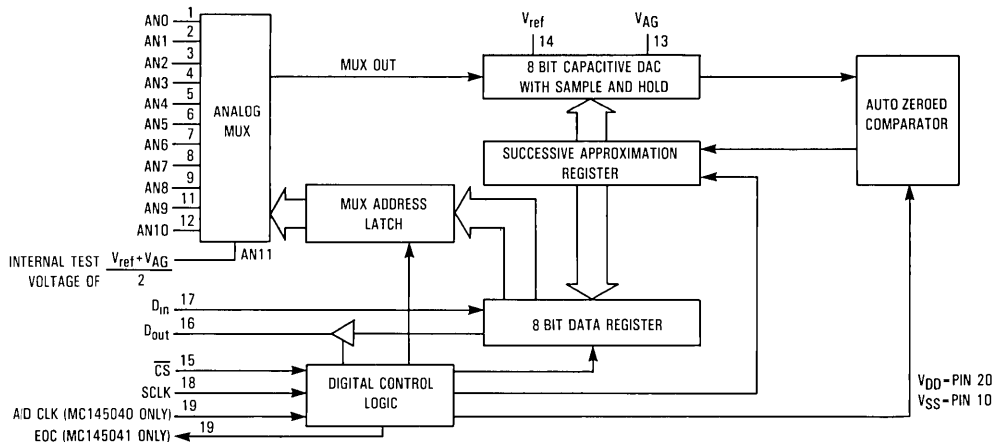 AN0 1
AN1 2
AN2 3
AN3 4
AN4 5
AN5 6
AN6 7
AN7 8
AN8 9
AN9 11
AN10 12
ANALOG
MUX
AN11
INTERNAL TEST
VOLTAGE OF
Vref+VAG
2
MUX OUT
Vref
14
VAG
13
8 BIT CAPACITIVE DAC
WITH SAMPLE AND HOLD
AUTO ZEROED
COMPARATOR
SUCCESSIVE APPROXIMATION
REGISTER
MUX ADDRESS
LATCH
Din 17
Dout 16
8 BIT DATA REGISTER
CS 15
SCLK 18
A/D CLK (MC145040 ONLY) 19
EOC (MC145041 ONLY) 19
DIGITAL CONTROL
LOGIC
VDD=PIN 20
VSS=PIN 10